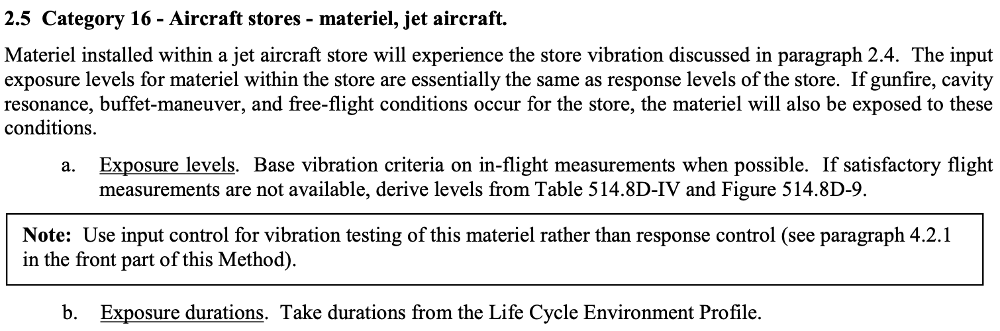 2.5 Category 16 - Aircraft stores - materiel, jet aircraft.
Materiel installed within a jet aircraft store will experience the store vibration discussed in paragraph 2.4. The input
exposure levels for materiel within the store are essentially the same as response levels of the store. If gunfire, cavity
resonance, buffet-maneuver, and free-flight conditions occur for the store, the materiel will also be exposed to these
conditions.
a. Exposure levels. Base vibration criteria on in-flight measurements when possible. If satisfactory flight
measurements are not available, derive levels from Table 514.8D-IV and Figure 514.8D-9.
Note: Use input control for vibration testing of this materiel rather than response control (see paragraph 4.2.1
in the front part of this Method).
b. Exposure durations. Take durations from the Life Cycle Environment Profile.